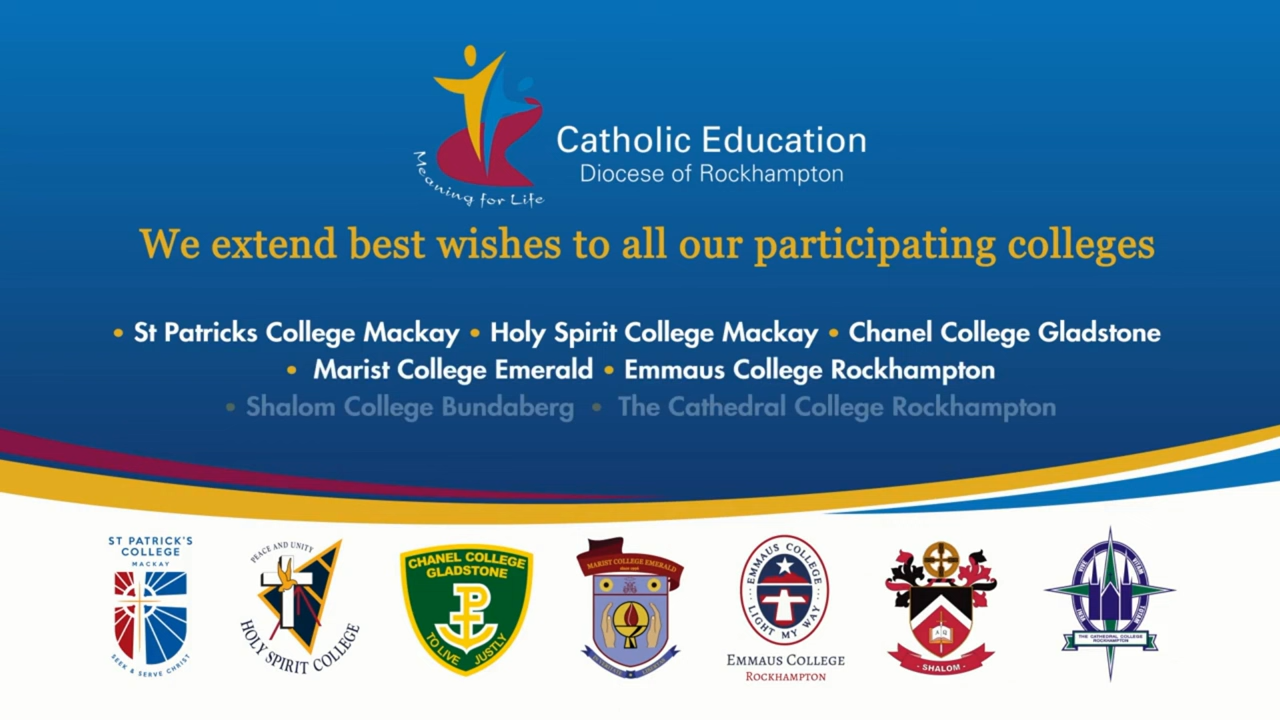 Catholic Education
Diocese of Rockhampton
Meaning for Life
We extend best wishes to all our participating colleges
• St Patricks College Mackay • Holy Spirit College Mackay • Chanel College Gladstone
• Marist College Emerald • Emmaus College Rockhampton
• Shalom College Bundaberg • The Cathedral College Rockhampton
ST PATRICK'S
COLLEGE
MACKAY
SEEK & SERVE CHRIST
PEACE AND UNITY
HOLY SPIRIT COLLEGE
CHANEL COLLEGE
GLADSTONE
TO LIVE JUSTLY
MARIST COLLEGE EMERALD
EMMAUS COLLEGE
LIGHT MY WAY
EMMAUS COLLEGE
ROCKHAMPTON
SHALOM
THE CATHEDRAL COLLEGE
ROCKHAMPTON